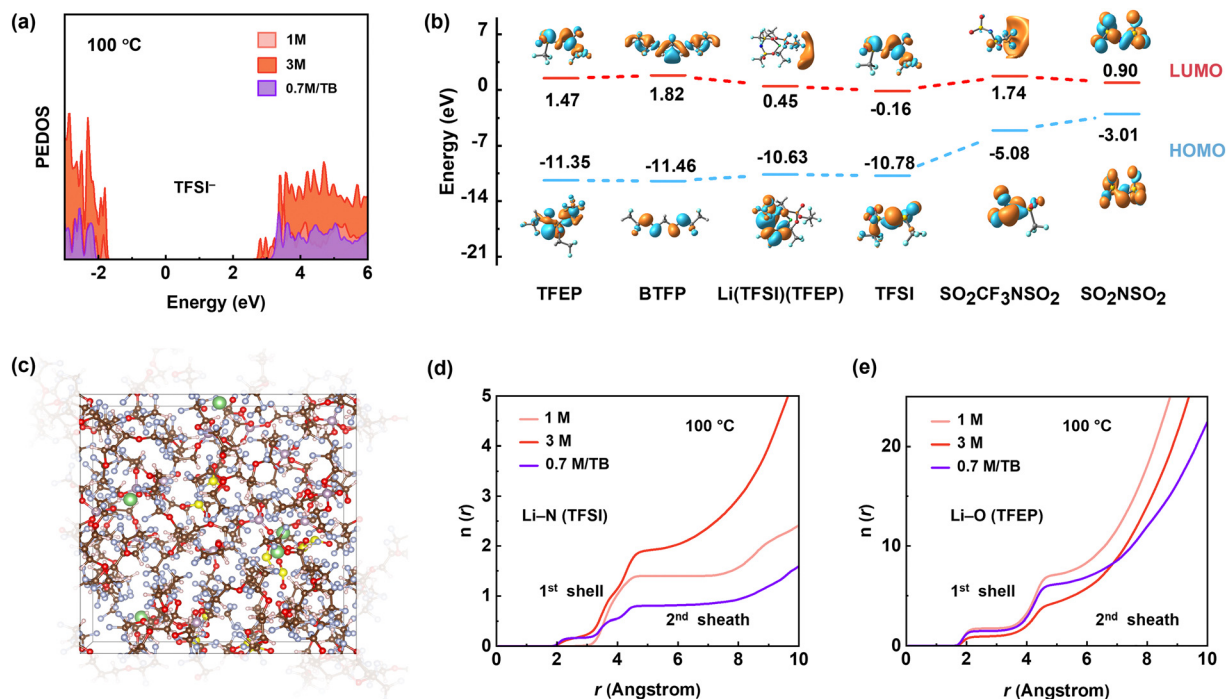 (a)
100 °C
1M
3M
0.7M/TB
PEDOS
TFSI⁻
-2 0 2 4 6
Energy (eV)
(b)
7
0
-7
-14
-21
Energy (eV)
1.47 1.82 0.45 -0.16 1.74 0.90
LUMO
-11.35 -11.46 -10.63 -10.78 -5.08 -3.01
HOMO
TFEP BTFP Li(TFSI)(TFEP) TFSI SO₂CF₃NSO₂ SO₂NSO₂
(c)
(d)
5
4
3
2
1
0
n (r)
1 M
3 M
0.7 M/TB
100 °C
Li–N (TFSI)
1st shell
2nd sheath
0 2 4 6 8 10
r (Angstrom)
(e)
20
10
0
n (r)
1 M
3 M
0.7 M/TB
100 °C
Li–O (TFEP)
1st shell
2nd sheath
0 2 4 6 8 10
r (Angstrom)